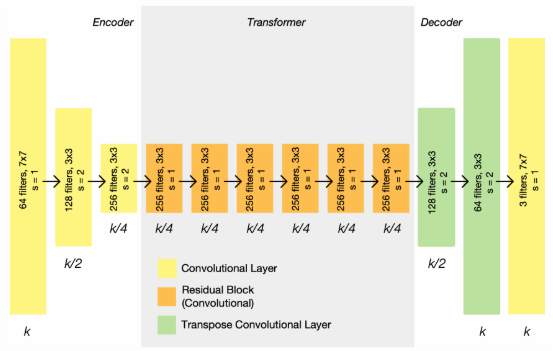 Encoder
Transformer
Decoder
64 filters, 7x7
s = 1
128 filters, 3x3
s = 2
256 filters, 3x3
s = 2
256 filters, 3x3
s = 1
256 filters, 3x3
s = 1
256 filters, 3x3
s = 1
256 filters, 3x3
s = 1
256 filters, 3x3
s = 1
256 filters, 3x3
s = 1
128 filters, 3x3
s = 2
64 filters, 3x3
s = 2
3 filters, 7x7
s = 1
k/4
k/4
k/4
k/4
k/4
k/4
k/4
k/2
k/2
Convolutional Layer
Residual Block
(Convolutional)
Transpose Convolutional Layer
k
k
k